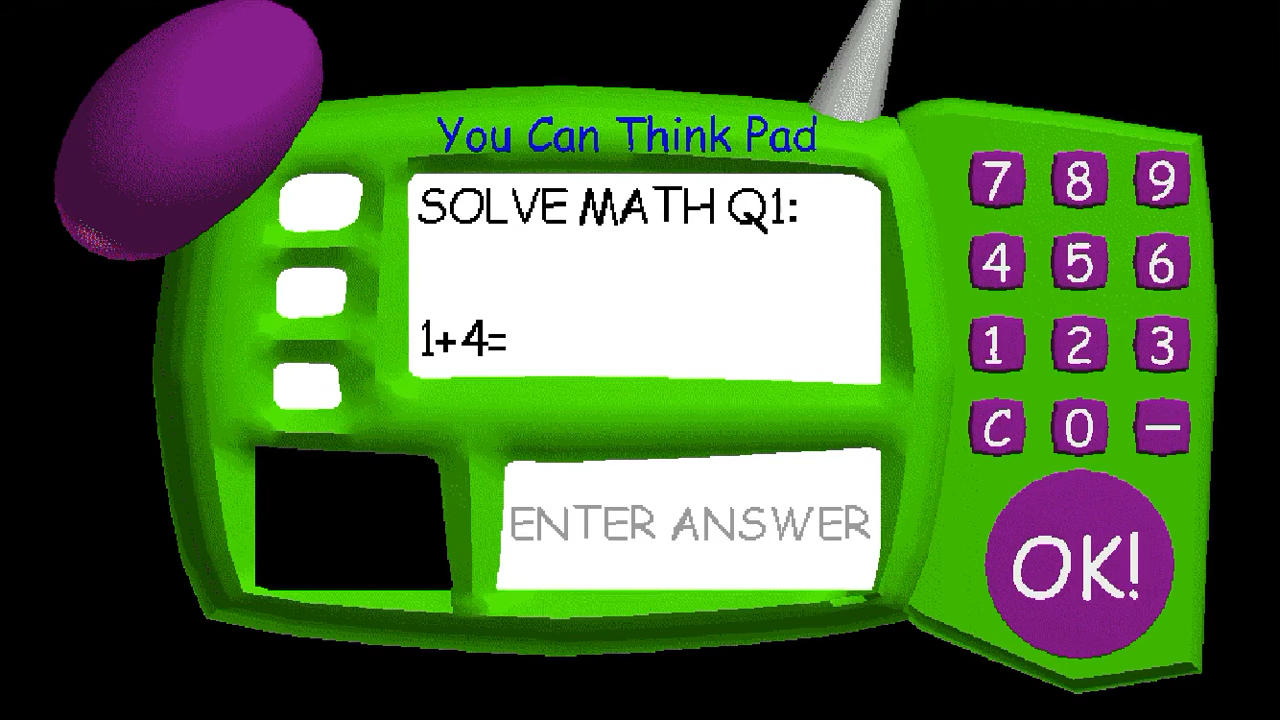 You Can Think Pad
SOLVE MATH Q1:
1+4=
ENTER ANSWER
7 8 9
4 5 6
1 2 3
C 0 —
OK!